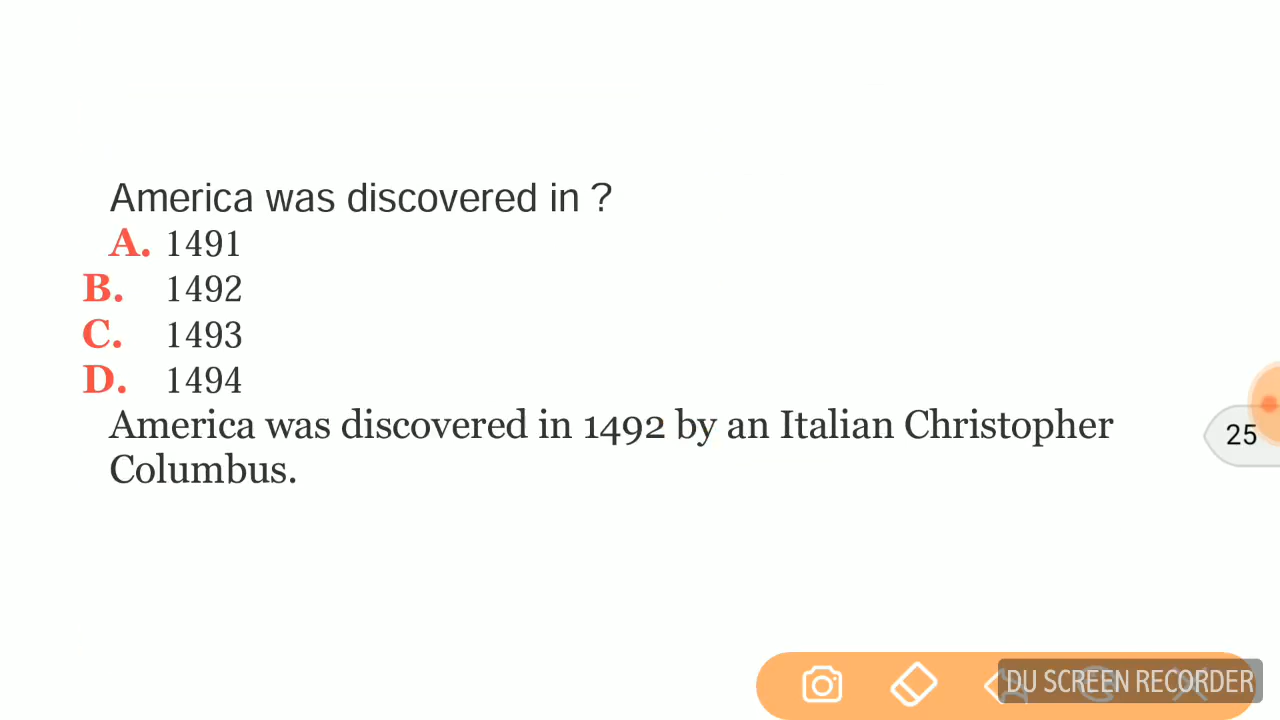 America was discovered in ?
A. 1491
B. 1492
C. 1493
D. 1494
America was discovered in 1492 by an Italian Christopher
Columbus.
25
DU SCREEN RECORDER